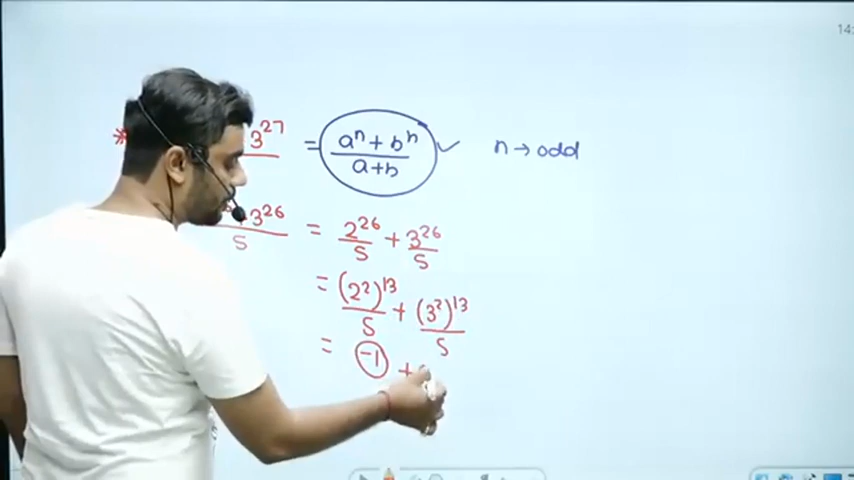 * 3^27 = (a^n + b^n)/(a+b) ✓ n → odd
+3^26/5 = 2^26/5 + 3^26/5
= (2^2)^13/5 + (3^2)^13/5
= -1 +
14: